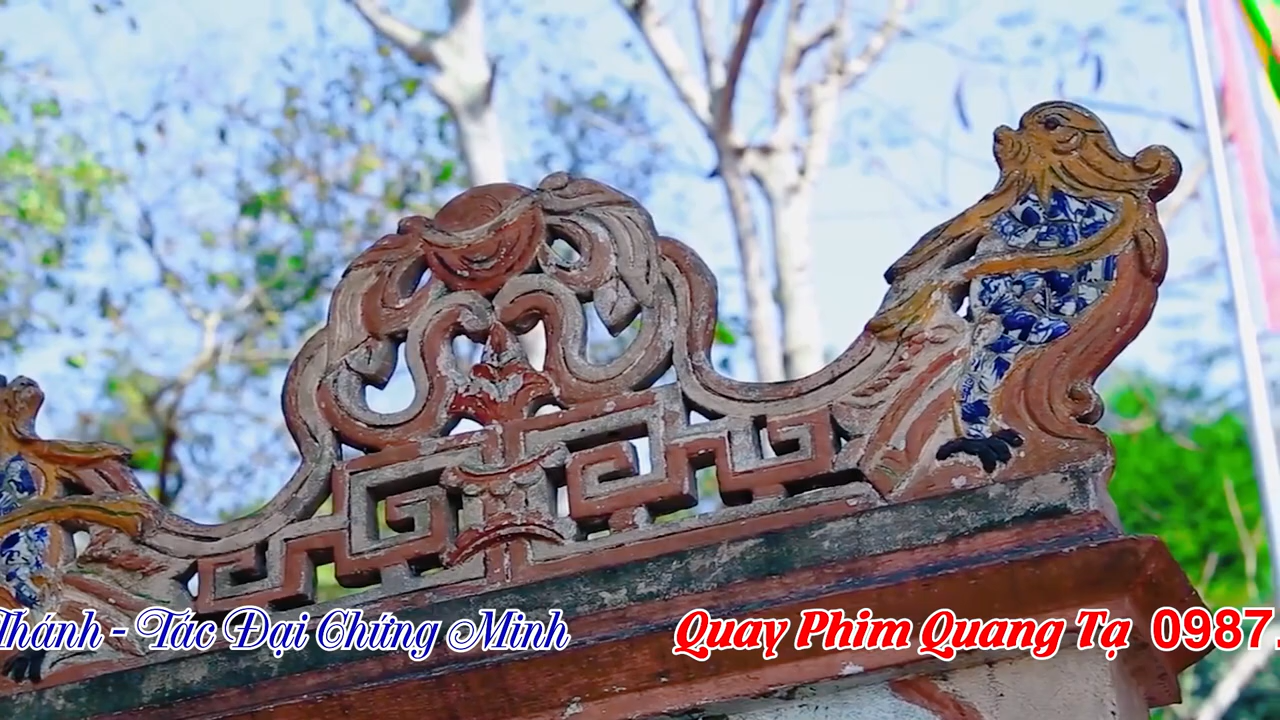 Thánh - Tác Đại Chứng Minh Quay Phim Quang Tạ 0987